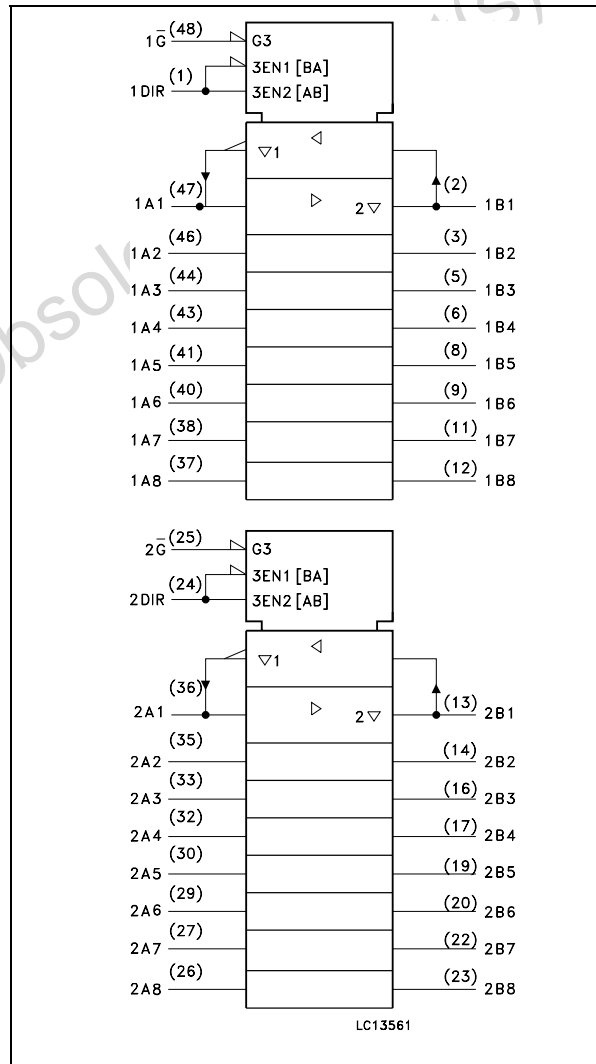 1G̅ (48) G3
3EN1 [BA]
1DIR (1) 3EN2 [AB]
▽1 ◁
1A1 (47) ▷ 2▽ (2) 1B1
1A2 (46) (3) 1B2
1A3 (44) (5) 1B3
1A4 (43) (6) 1B4
1A5 (41) (8) 1B5
1A6 (40) (9) 1B6
1A7 (38) (11) 1B7
1A8 (37) (12) 1B8
2G̅ (25) G3
3EN1 [BA]
2DIR (24) 3EN2 [AB]
▽1 ◁
2A1 (36) ▷ 2▽ (13) 2B1
2A2 (35) (14) 2B2
2A3 (33) (16) 2B3
2A4 (32) (17) 2B4
2A5 (30) (19) 2B5
2A6 (29) (20) 2B6
2A7 (27) (22) 2B7
2A8 (26) (23) 2B8
LC13561